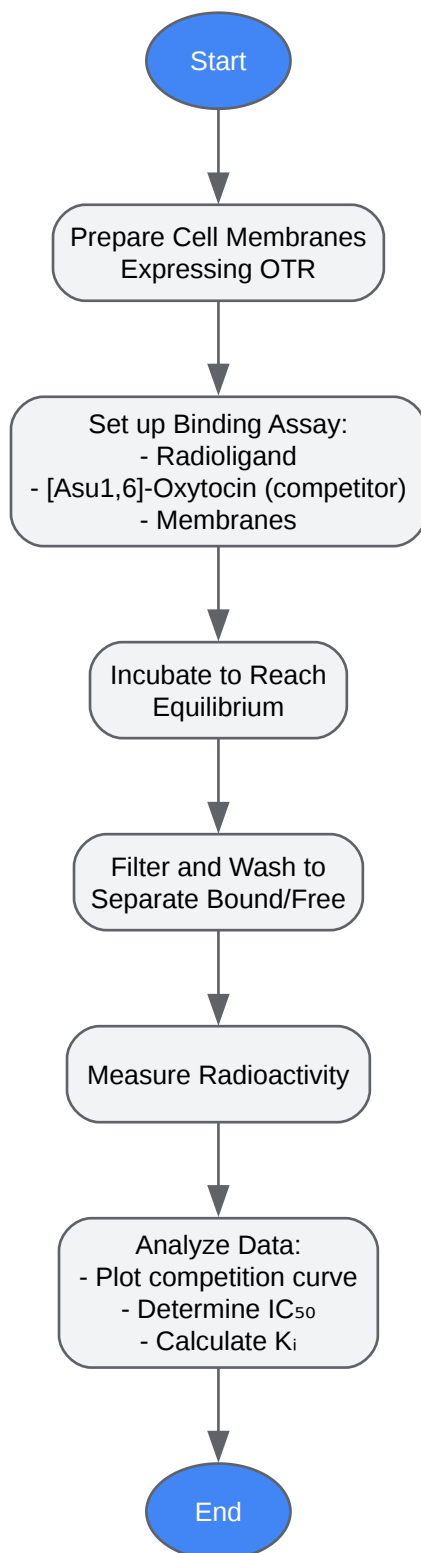 Start
Prepare Cell Membranes
Expressing OTR
Set up Binding Assay:
- Radioligand
- [Asu1,6]-Oxytocin (competitor)
- Membranes
Incubate to Reach
Equilibrium
Filter and Wash to
Separate Bound/Free
Measure Radioactivity
Analyze Data:
- Plot competition curve
- Determine IC₅₀
- Calculate Kᵢ
End